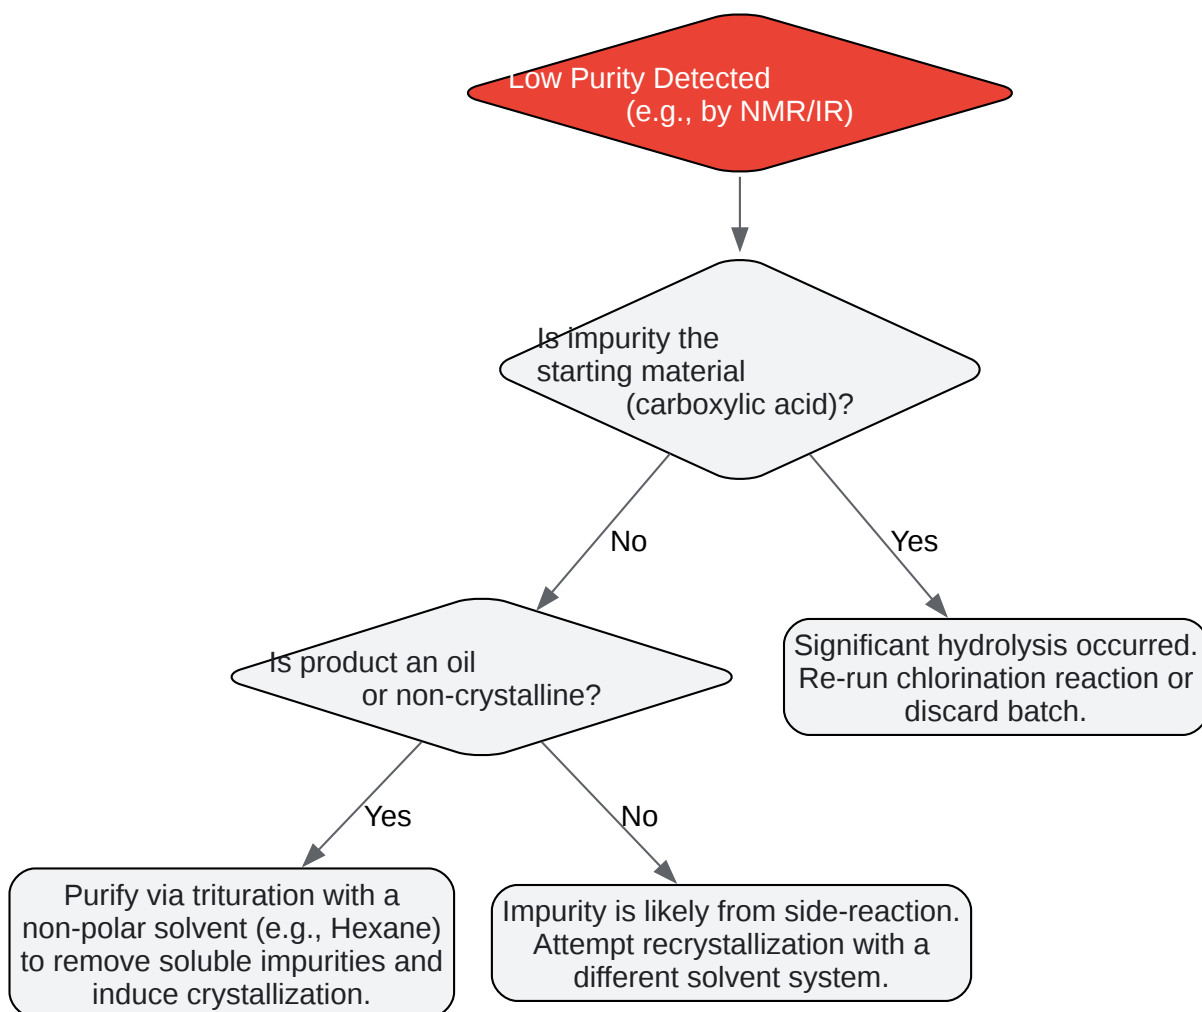 Low Purity Detected
(e.g., by NMR/IR)
Is impurity the
starting material
(carboxylic acid)?
No
Yes
Is product an oil
or non-crystalline?
Significant hydrolysis occurred.
Re-run chlorination reaction or
discard batch.
Yes
No
Purify via trituration with a
non-polar solvent (e.g., Hexane)
to remove soluble impurities and
induce crystallization.
Impurity is likely from side-reaction.
Attempt recrystallization with a
different solvent system.